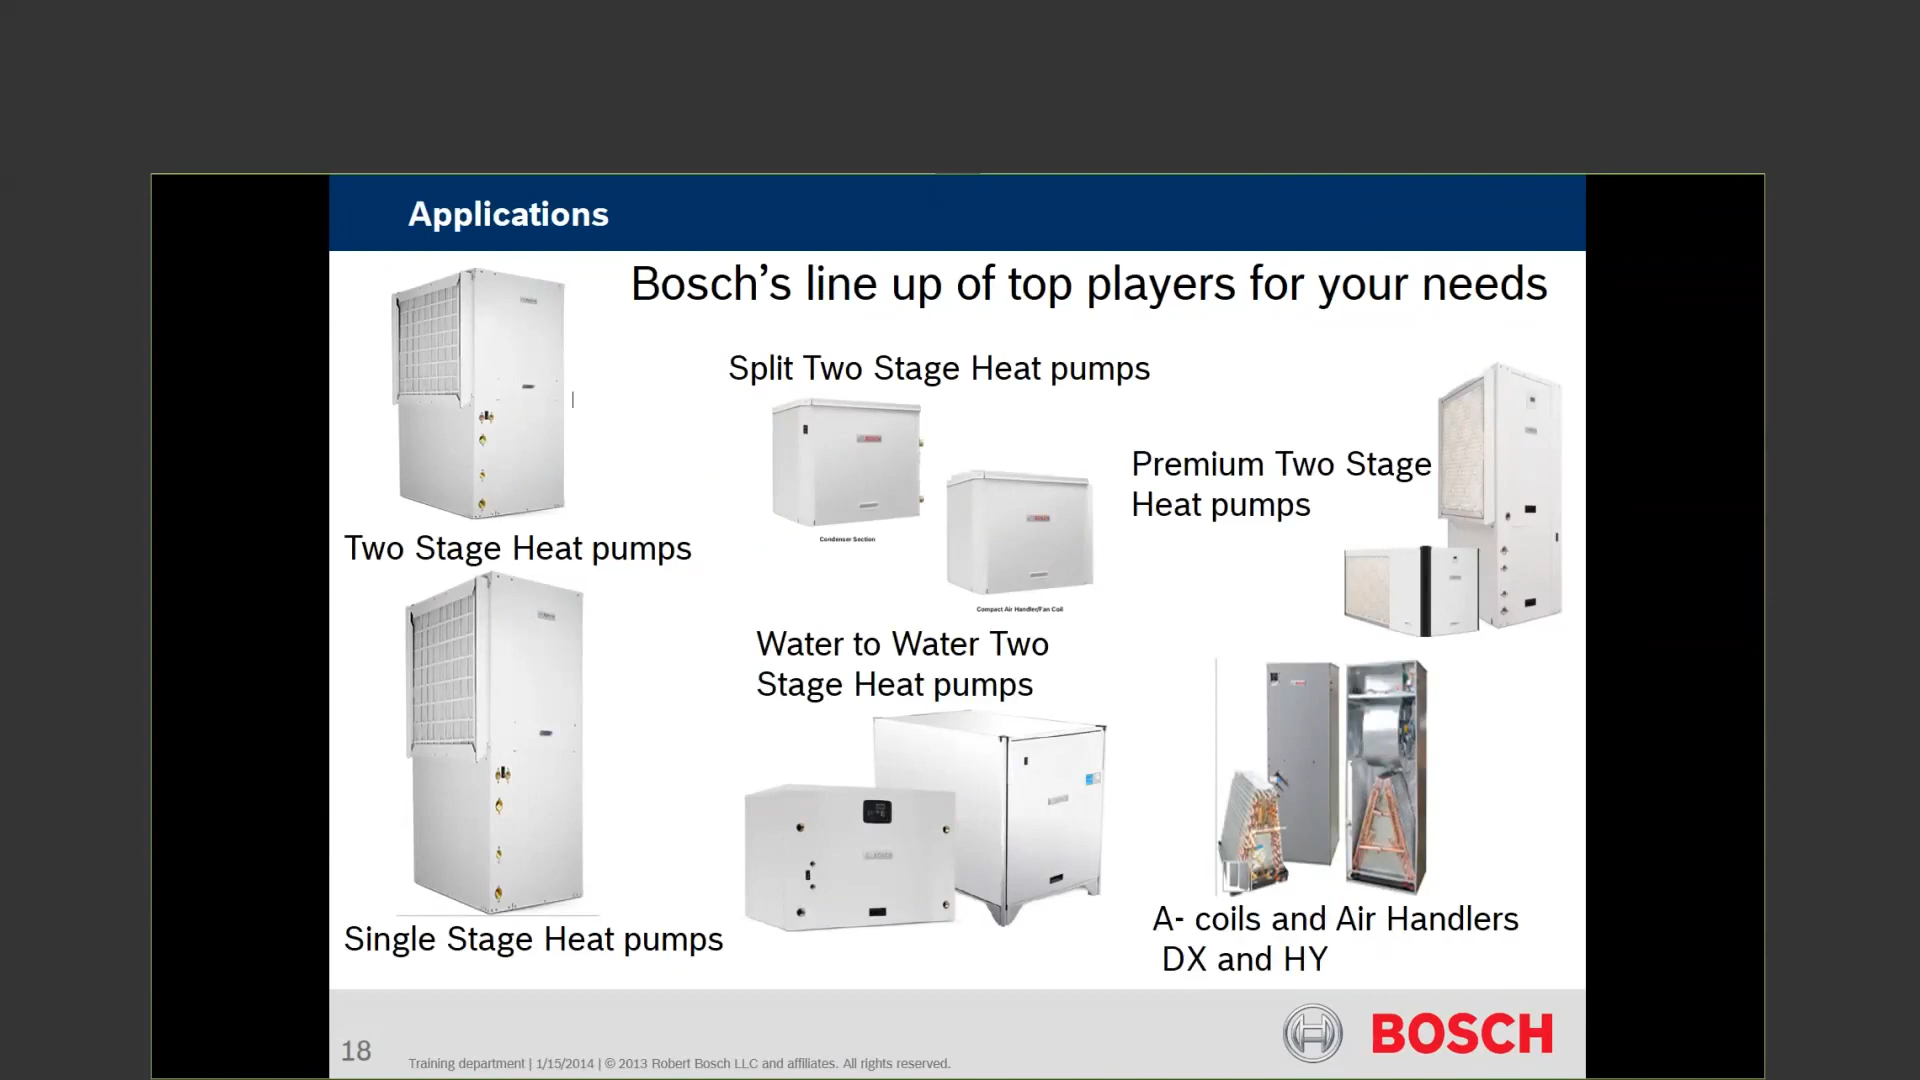 Applications
Bosch’s line up of top players for your needs
Split Two Stage Heat pumps
Premium Two Stage
Heat pumps
Condenser Section
Two Stage Heat pumps
Compact Air Handler/Fan Coil
Water to Water Two
Stage Heat pumps
A- coils and Air Handlers
DX and HY
Single Stage Heat pumps
BOSCH
18
Training department | 1/15/2014 | © 2013 Robert Bosch LLC and affiliates. All rights reserved.